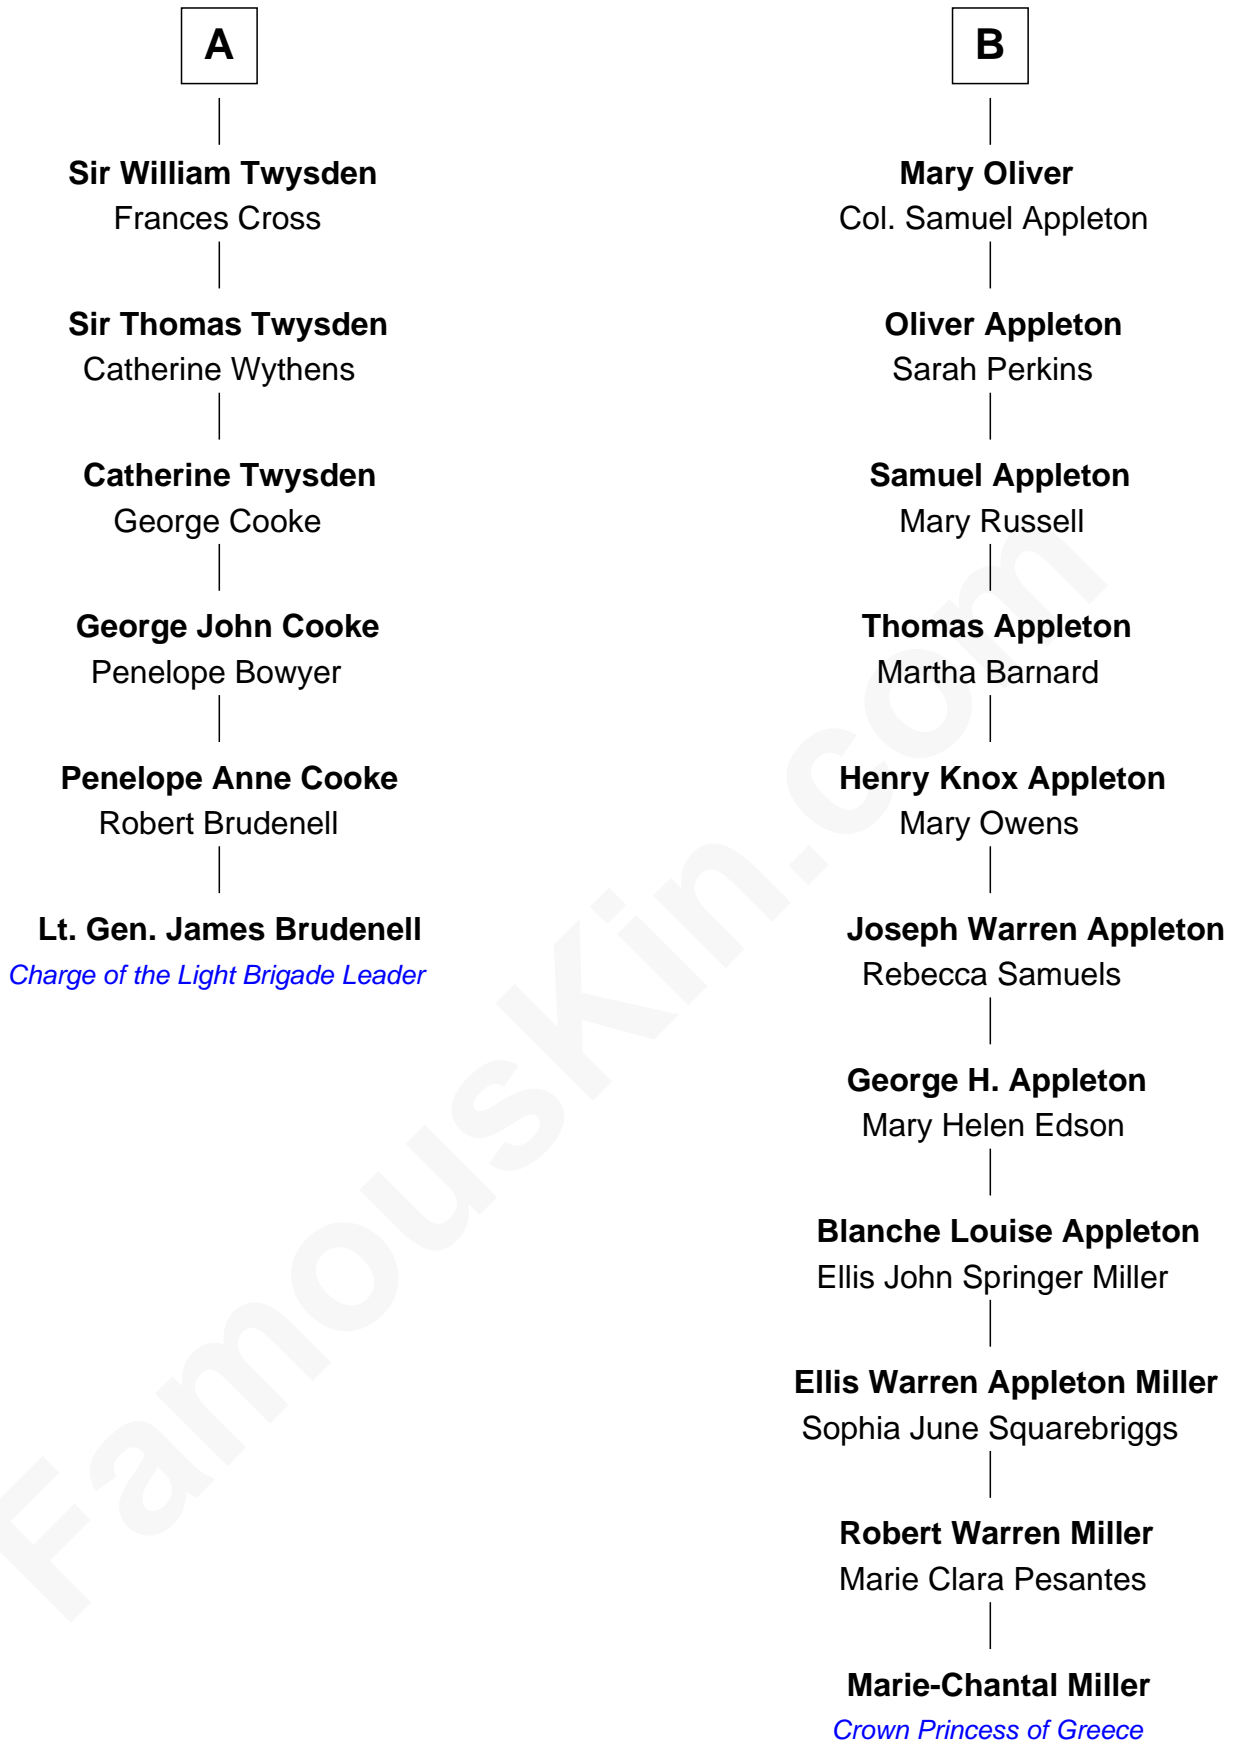 A
Sir William Twysden
Frances Cross
Sir Thomas Twysden
Catherine Wythens
Catherine Twysden
George Cooke
George John Cooke
Penelope Bowyer
Penelope Anne Cooke
Robert Brudenell
Lt. Gen. James Brudenell
Charge of the Light Brigade Leader
B
Mary Oliver
Col. Samuel Appleton
Oliver Appleton
Sarah Perkins
Samuel Appleton
Mary Russell
Thomas Appleton
Martha Barnard
Henry Knox Appleton
Mary Owens
Joseph Warren Appleton
Rebecca Samuels
George H. Appleton
Mary Helen Edson
Blanche Louise Appleton
Ellis John Springer Miller
Ellis Warren Appleton Miller
Sophia June Squarebriggs
Robert Warren Miller
Marie Clara Pesantes
Marie-Chantal Miller
Crown Princess of Greece
FamousKin.com